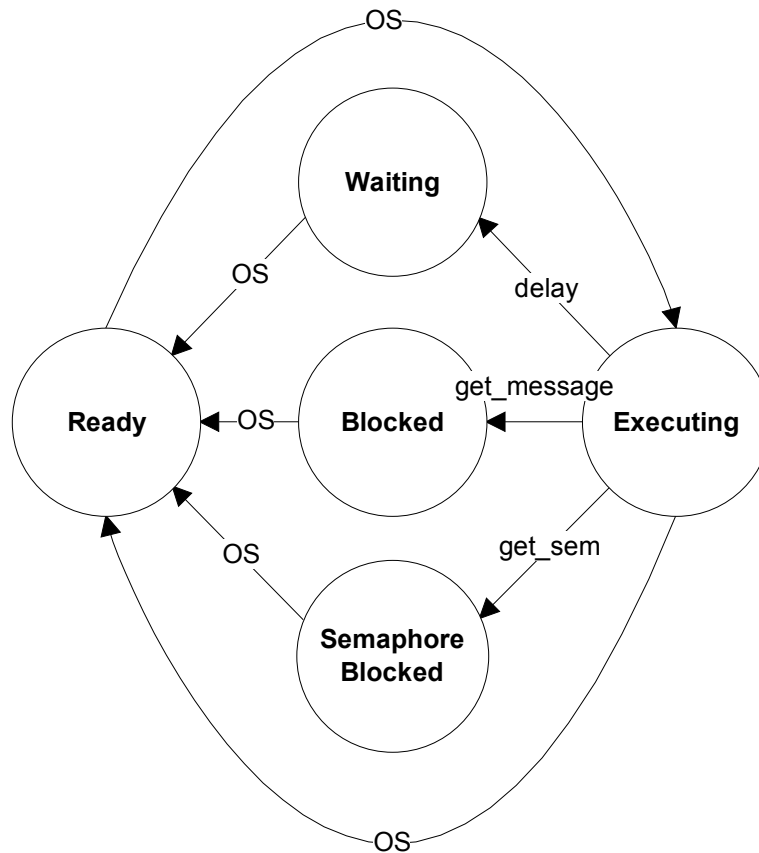 OS
Waiting
OS
delay
get_message
Ready
OS
Blocked
Executing
OS
get_sem
Semaphore
Blocked
OS